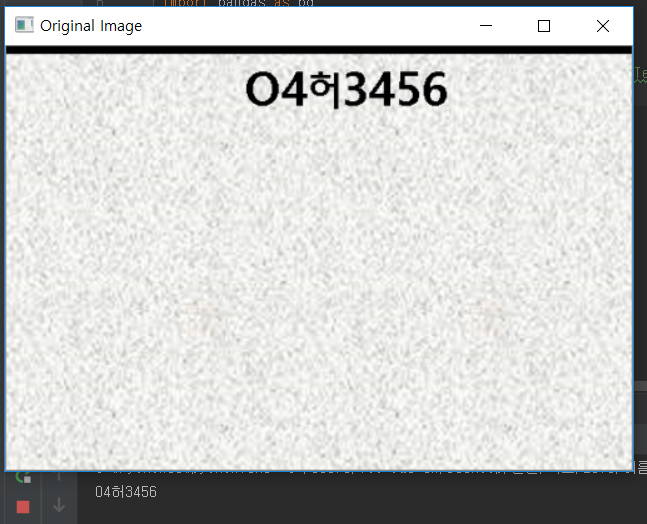 import pandas as pd
Original Image
O4허3456
04허3456